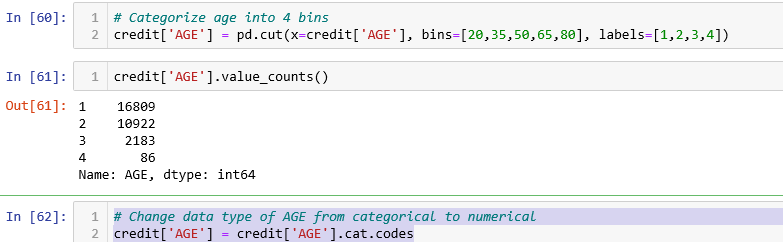 In [60]: 1 # Categorize age into 4 bins
2 credit['AGE'] = pd.cut(x=credit['AGE'], bins=[20,35,50,65,80], labels=[1,2,3,4])
In [61]: 1 credit['AGE'].value_counts()
Out[61]: 1 16809
2 10922
3 2183
4 86
Name: AGE, dtype: int64
In [62]: 1 # Change data type of AGE from categorical to numerical
2 credit['AGE'] = credit['AGE'].cat.codes